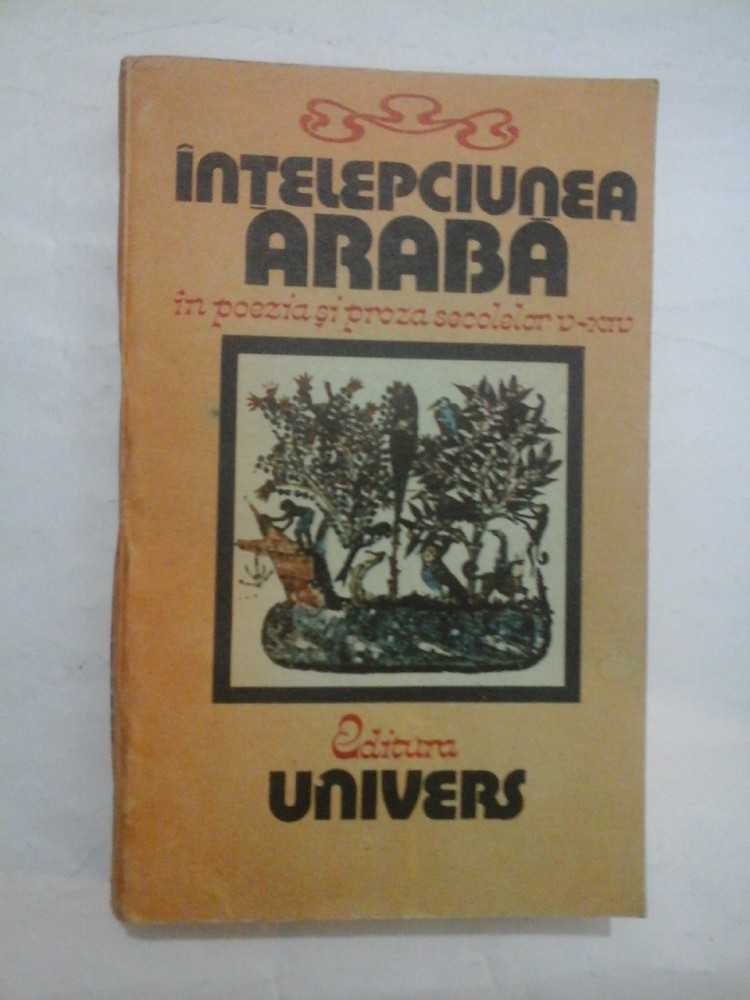 ÎNȚELEPCIUNEA
ARABĂ
în poezia și proza secolelor V-XIV
Editura
UNIVERS